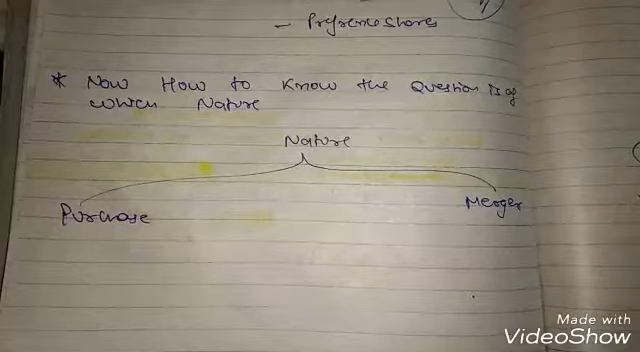 - Preference shares
* Now How to Know the Question is of
which Nature
Nature
Purchase
Merger
Made with
VideoShow